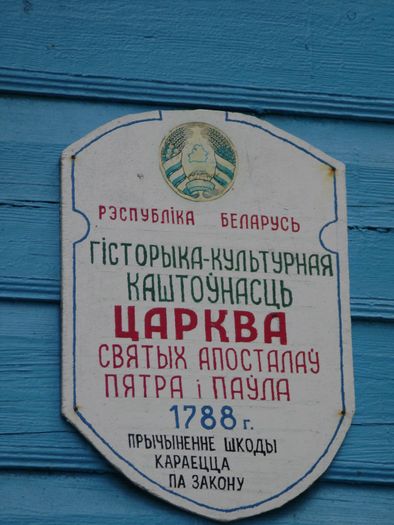 РЭСПУБЛІКА БЕЛАРУСЬ
ГІСТОРЫКА-КУЛЬТУРНАЯ
КАШТОЎНАСЦЬ
ЦАРКВА
СВЯТЫХ АПОСТАЛАЎ
ПЯТРА і ПАЎЛА
1788 г.
ПРЫЧЫНЕННЕ ШКОДЫ
КАРАЕЦЦА
ПА ЗАКОНУ